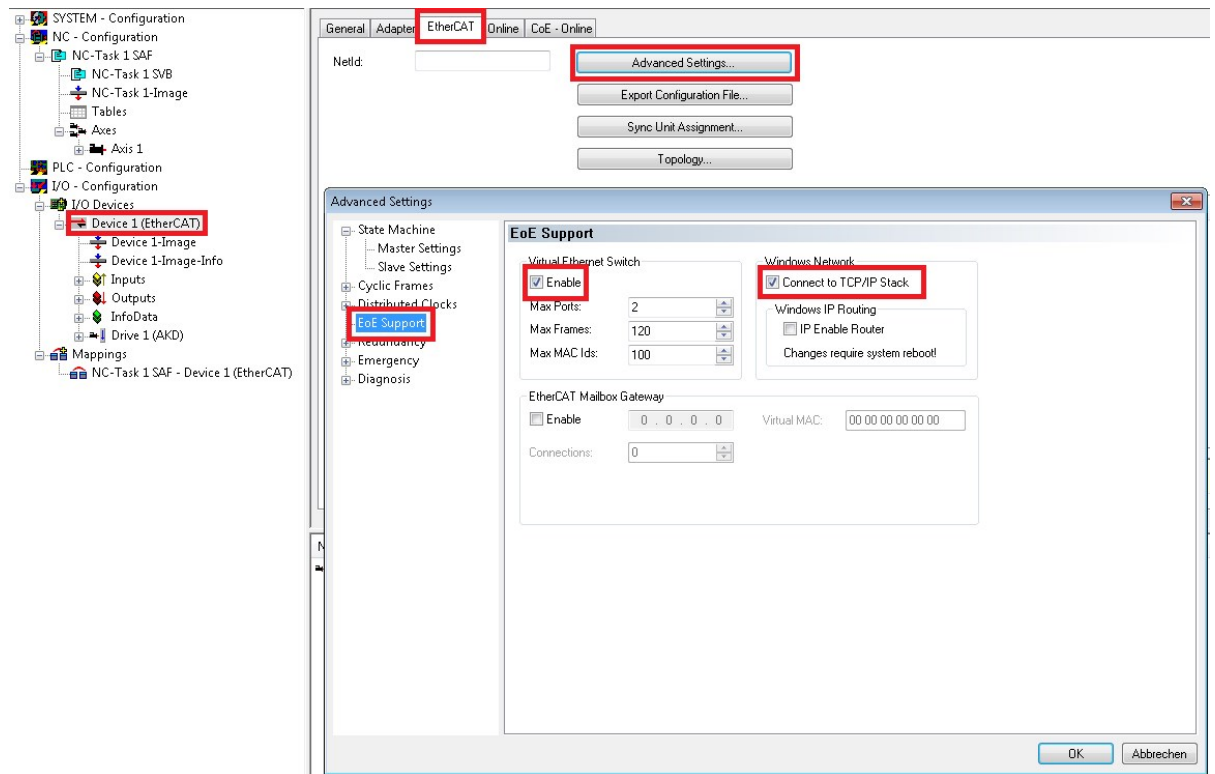 SYSTEM - Configuration
NC - Configuration
NC-Task 1 SAF
NC-Task 1 SVB
NC-Task 1-Image
Tables
Axes
Axis 1
PLC - Configuration
I/O - Configuration
I/O Devices
Device 1 (EtherCAT)
Device 1-Image
Device 1-Image-Info
Inputs
Outputs
InfoData
Drive 1 (AKD)
Mappings
NC-Task 1 SAF - Device 1 (EtherCAT)
General Adapter EtherCAT Online CoE - Online
NetId:
Advanced Settings...
Export Configuration File...
Sync Unit Assignment...
Topology...
Advanced Settings
State Machine
Master Settings
Slave Settings
Cyclic Frames
Distributed Clocks
EoE Support
Redundancy
Emergency
Diagnosis
EoE Support
Virtual Ethernet Switch
Enable
Max Ports: 2
Max Frames: 120
Max MAC Ids: 100
Windows Network
Connect to TCP/IP Stack
Windows IP Routing
IP Enable Router
Changes require system reboot!
EtherCAT Mailbox Gateway
Enable 0 . 0 . 0 . 0 Virtual MAC: 00 00 00 00 00 00
Connections: 0
N
OK Abbrechen